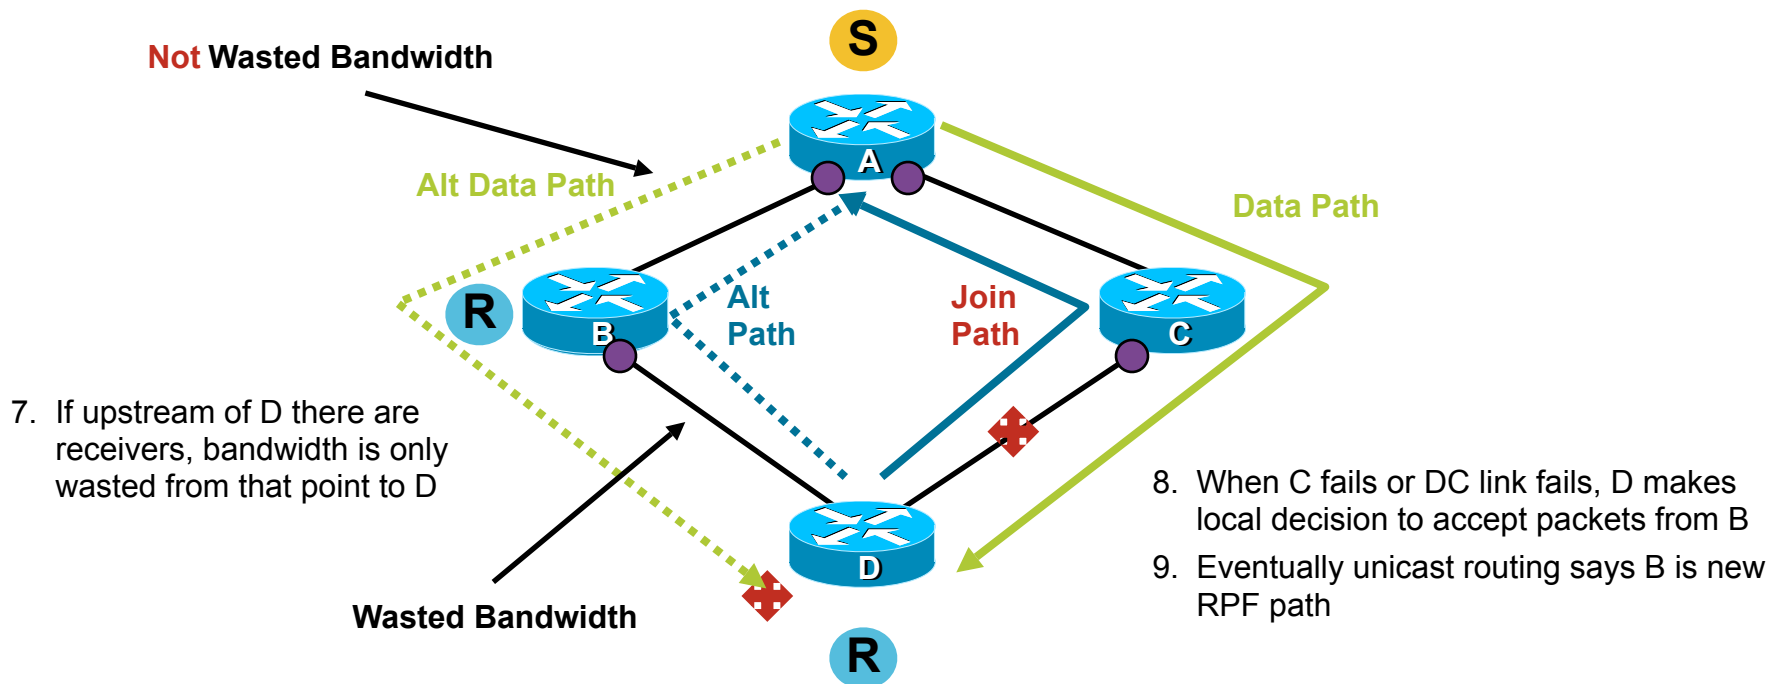 S
Not Wasted Bandwidth
A
Alt Data Path
Data Path
R
B
Alt
Path
Join
Path
C
7. If upstream of D there are
receivers, bandwidth is only
wasted from that point to D
8. When C fails or DC link fails, D makes
local decision to accept packets from B
9. Eventually unicast routing says B is new
RPF path
D
Wasted Bandwidth
R